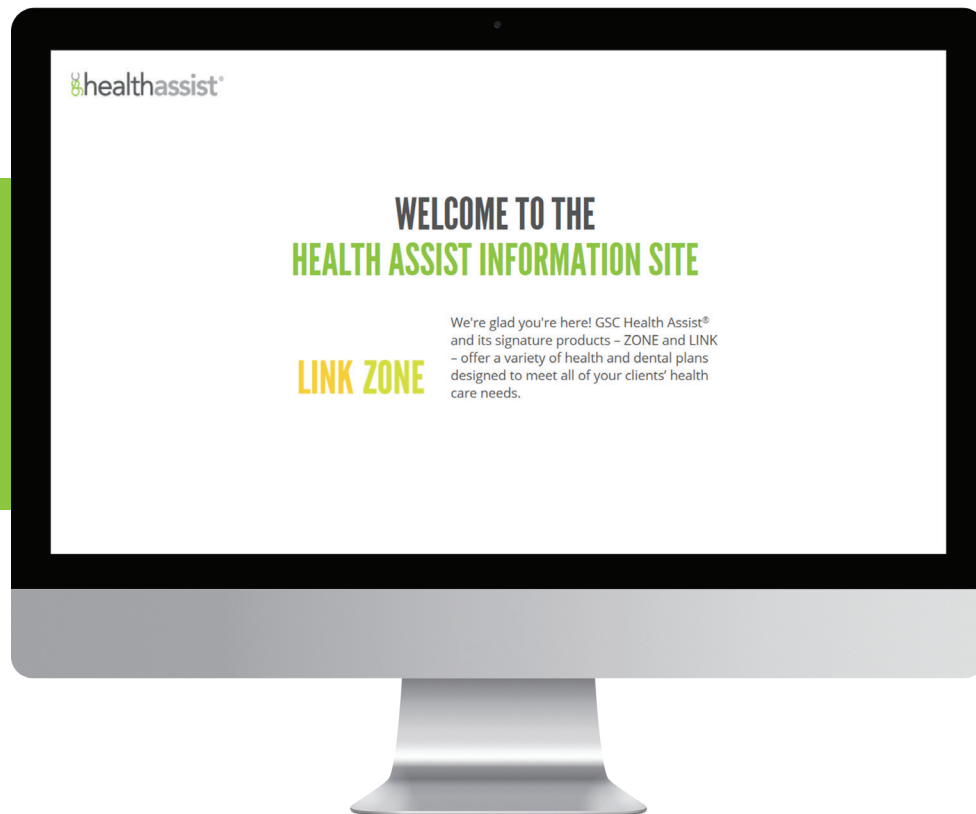 gsc healthassist®
WELCOME TO THE
HEALTH ASSIST INFORMATION SITE
We're glad you're here! GSC Health Assist®
and its signature products – ZONE and LINK
– offer a variety of health and dental plans
designed to meet all of your clients’ health
care needs.
LINK ZONE